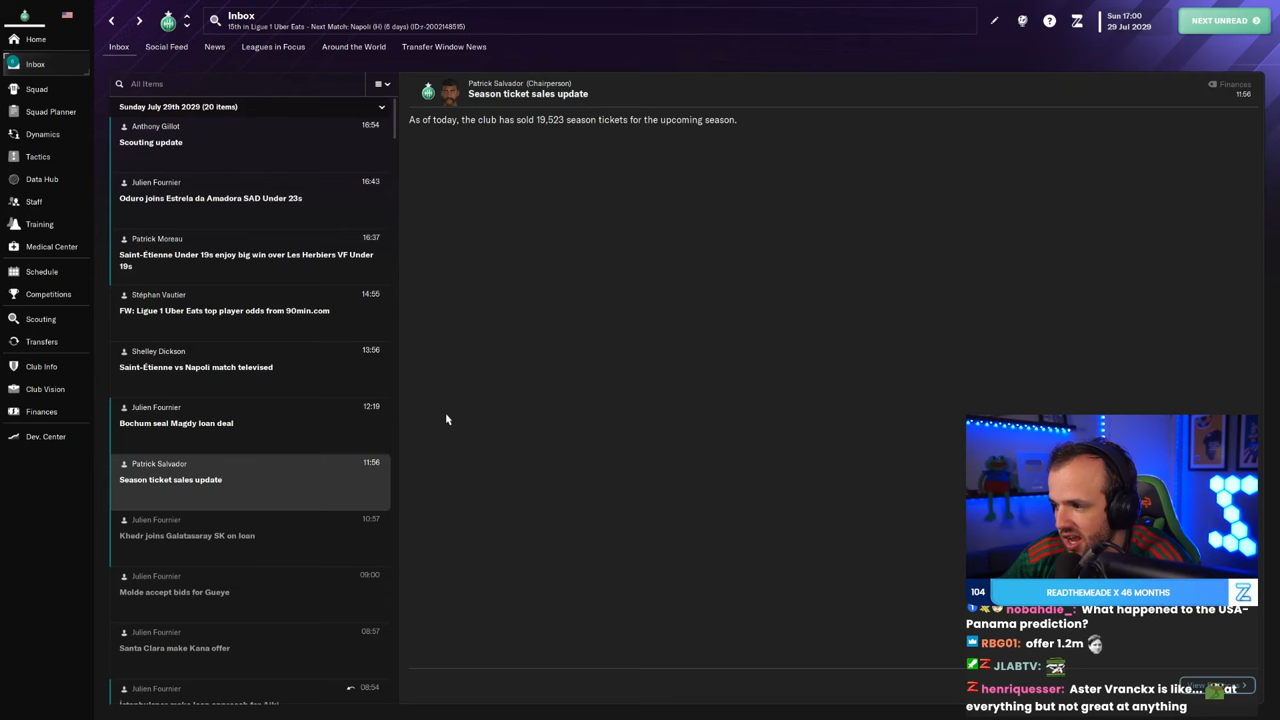 Inbox
15th in Ligue 1 Uber Eats - Next Match: Napoli (H) (6 days) (ID:r-2002148515)
Sun 17:00
29 Jul 2029
NEXT UNREAD
Home
Inbox
Squad
Squad Planner
Dynamics
Tactics
Data Hub
Staff
Training
Medical Center
Schedule
Competitions
Scouting
Transfers
Club Info
Club Vision
Finances
Dev. Center
Inbox Social Feed News Leagues in Focus Around the World Transfer Window News
All Items
Sunday July 29th 2029 (20 items)
Anthony Gillot 16:54
Scouting update
Julien Fournier 16:43
Oduro joins Estrela da Amadora SAD Under 23s
Patrick Moreau 16:37
Saint-Étienne Under 19s enjoy big win over Les Herbiers VF Under
19s
Stéphan Vautier 14:55
FW: Ligue 1 Uber Eats top player odds from 90min.com
Shelley Dickson 13:56
Saint-Étienne vs Napoli match televised
Julien Fournier 12:19
Bochum seal Magdy loan deal
Patrick Salvador 11:56
Season ticket sales update
Julien Fournier 10:57
Khedr joins Galatasaray SK on loan
Julien Fournier 09:00
Molde accept bids for Gueye
Julien Fournier 08:57
Santa Clara make Kana offer
Julien Fournier 08:54
Patrick Salvador (Chairperson)
Season ticket sales update
Finances
11:56
As of today, the club has sold 19,523 season tickets for the upcoming season.
104 READTHEMEADE X 46 MONTHS
nobahdie_: What happened to the USA-
Panama prediction?
RBG01: offer 1.2m
JLABTV:
henriquesser: Aster Vranckx is like...
everything but not great at anything